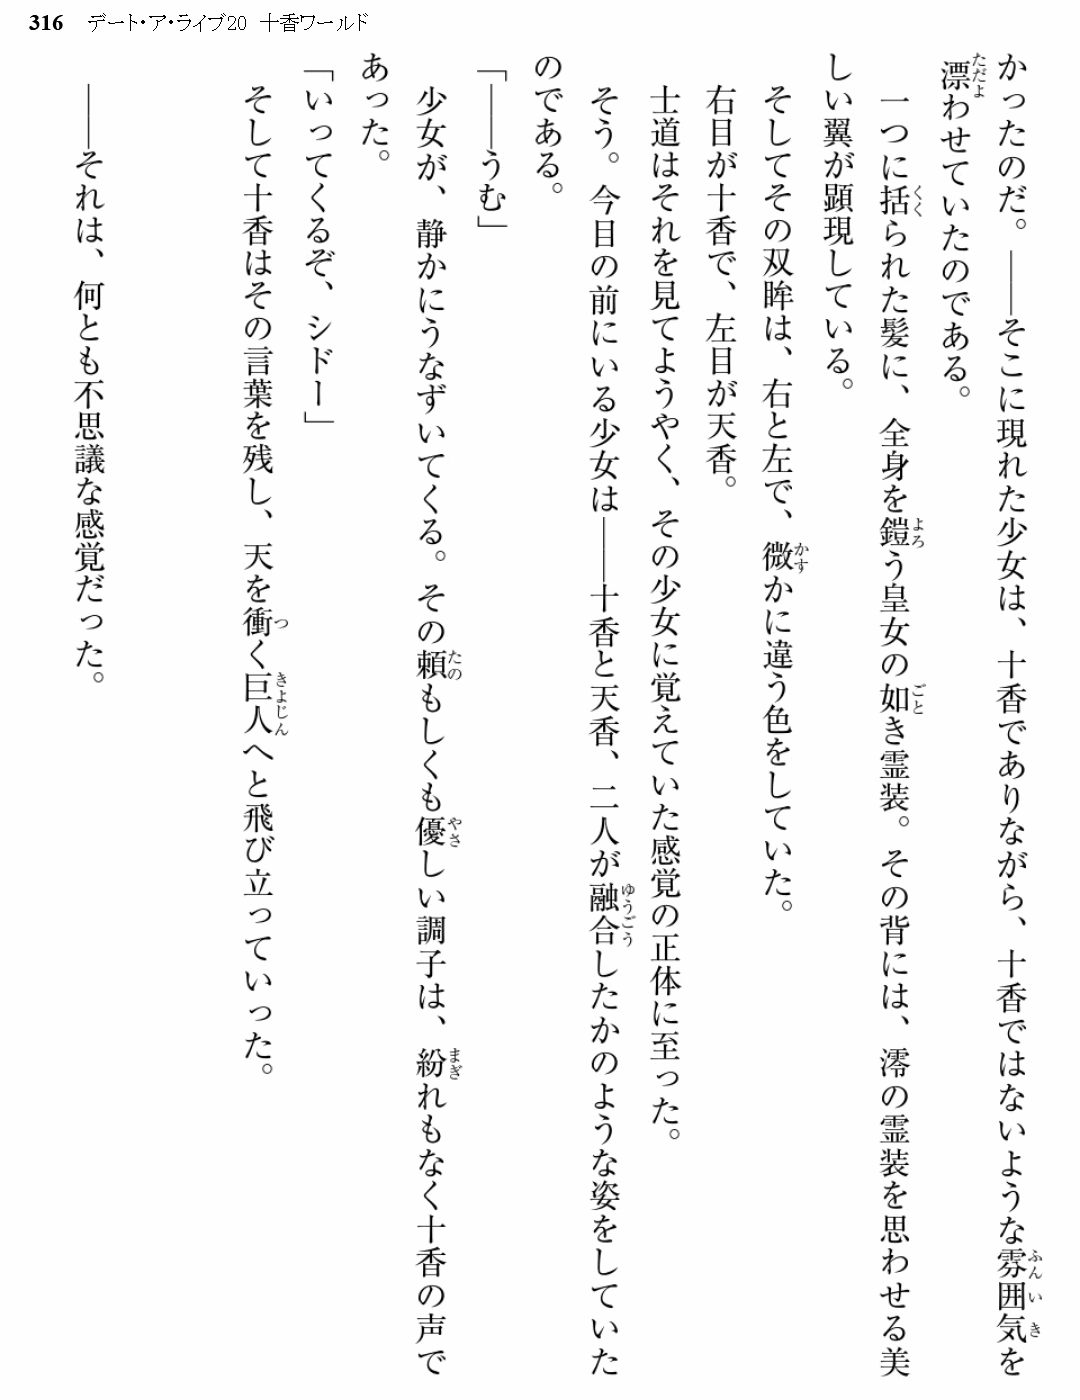 316 デート・ア・ライブ20 十香ワールド
かったのだ。――そこに現れた少女は、十香でありながら、十香ではないような雰囲気を
漂わせていたのである。
一つに括られた髪に、全身を鎧う皇女の如き霊装。その背には、澪の霊装を思わせる美
しい翼が顕現している。
そしてその双眸は、右と左で、微かに違う色をしていた。
右目が十香で、左目が天香。
士道はそれを見てようやく、その少女に覚えていた感覚の正体に至った。
そう。今目の前にいる少女は――十香と天香、二人が融合したかのような姿をしていた
のである。
「――うむ」
少女が、静かにうなずいてくる。その頼もしくも優しい調子は、紛れもなく十香の声で
あった。
「いってくるぞ、シドー」
そして十香はその言葉を残し、天を衝く巨人へと飛び立っていった。
――それは、何とも不思議な感覚だった。